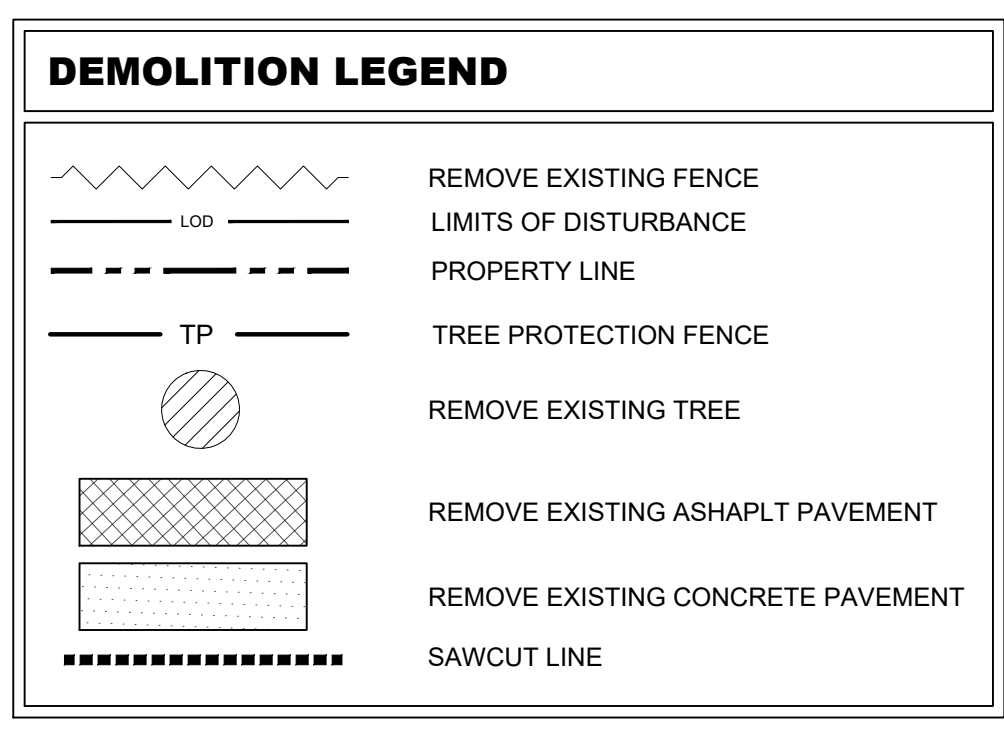 DEMOLITION LEGEND
REMOVE EXISTING FENCE
LOD LIMITS OF DISTURBANCE
PROPERTY LINE
TP TREE PROTECTION FENCE
REMOVE EXISTING TREE
REMOVE EXISTING ASHAPLT PAVEMENT
REMOVE EXISTING CONCRETE PAVEMENT
SAWCUT LINE